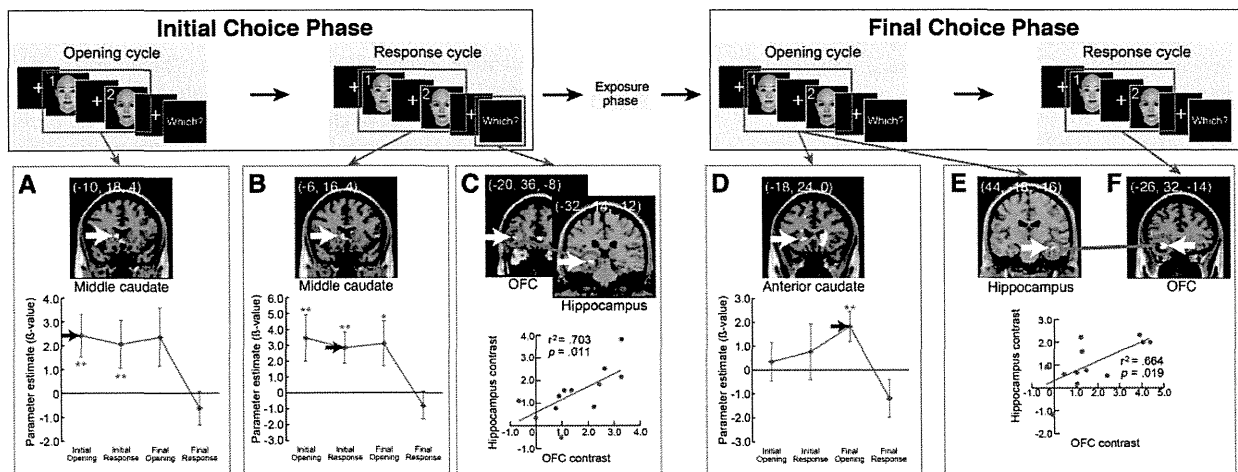 Initial Choice Phase
Final Choice Phase
Opening cycle
Response cycle
Opening cycle
Response cycle
+ 1 + 2 + Which?
+ 1 + 2 + Which?
Exposure phase
+ 1 + 2 + Which?
+ 1 + 2 + Which?
A
(-10, 18, 4)
Middle caudate
Parameter estimate (ß-value)
4.0
3.0
2.0
1.0
0
-1.0
-2.0
**
**
Initial Opening
Initial Response
Final Opening
Final Response
B
(-6, 16, 4)
Middle caudate
Parameter estimate (ß-value)
6.0
5.0
4.0
3.0
2.0
1.0
0
-1.0
-2.0
-3.0
**
**
*
Initial Opening
Initial Response
Final Opening
Final Response
C
(-20, 36, -8)
OFC
Hippocampus
Hippocampus contrast
4.0
3.0
2.0
1.0
-1.0
r² = .703
p = .011
-1.0
0
1.0
2.0
3.0
4.0
OFC contrast
D
(-18, 24, 0)
Anterior caudate
Parameter estimate (ß-value)
3.0
2.0
1.0
0
-1.0
-2.0
-3.0
**
Initial Opening
Initial Response
Final Opening
Final Response
E
Hippocampus
F
(-26, 32, -14)
OFC
Hippocampus contrast
3.0
2.0
1.0
-1.0
-2.0
r² = .664
p = .019
1.0
2.0
3.0
4.0
5.0
OFC contrast